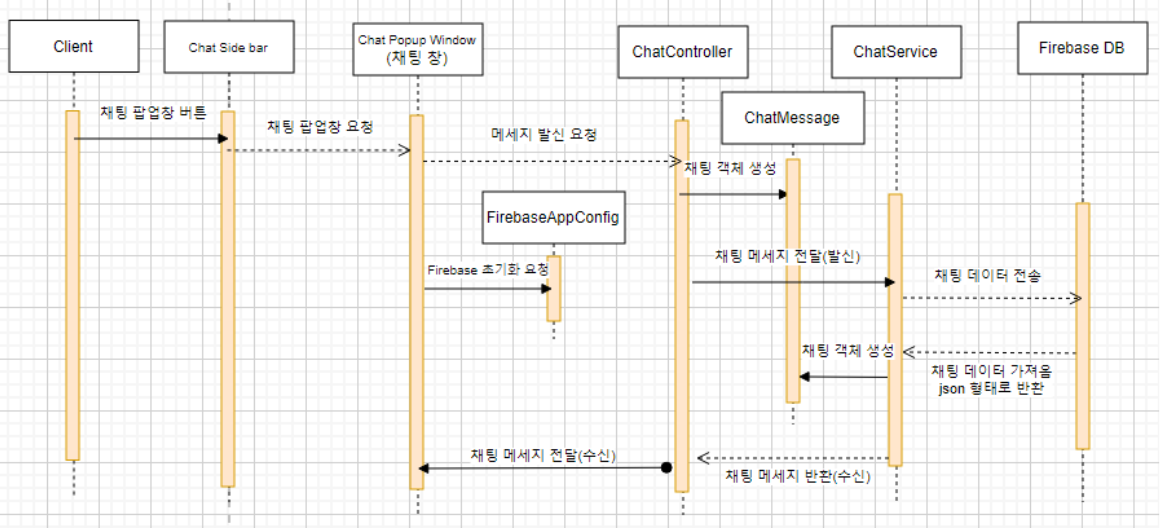 Client
Chat Side bar
Chat Popup Window
(채팅 창)
ChatController
ChatService
Firebase DB
ChatMessage
채팅 팝업창 버튼
채팅 팝업창 요청
메세지 발신 요청
채팅 객체 생성
FirebaseAppConfig
Firebase 초기화 요청
채팅 메세지 전달(발신)
채팅 데이터 전송
채팅 객체 생성
채팅 데이터 가져옴
json 형태로 반환
채팅 메세지 전달(수신)
채팅 메세지 반환(수신)